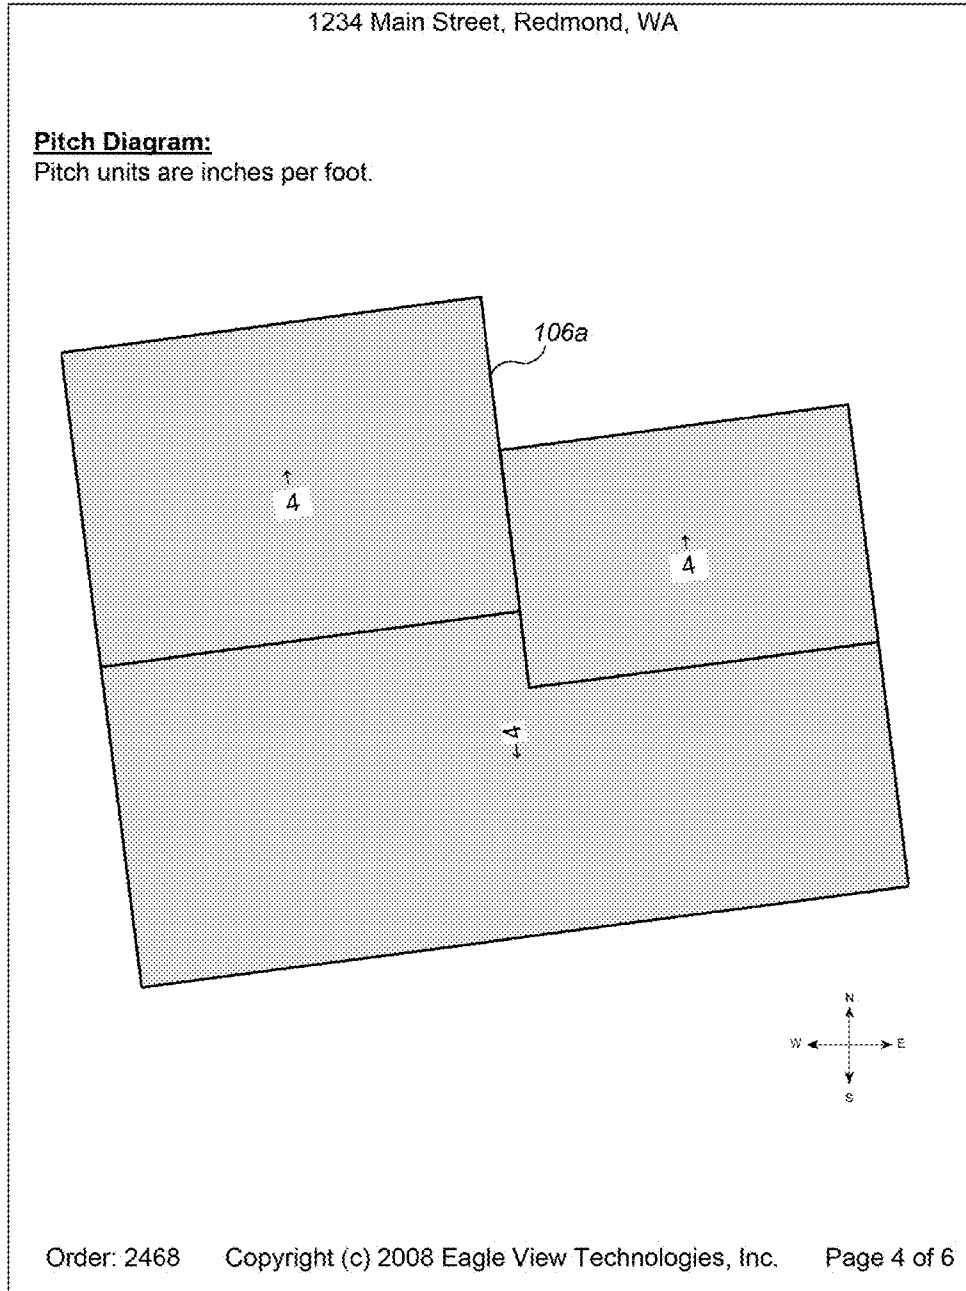 1234 Main Street, Redmond, WA
Pitch Diagram:
Pitch units are inches per foot.
106a
4
4
4
N
W E
S
Order: 2468 Copyright (c) 2008 Eagle View Technologies, Inc. Page 4 of 6